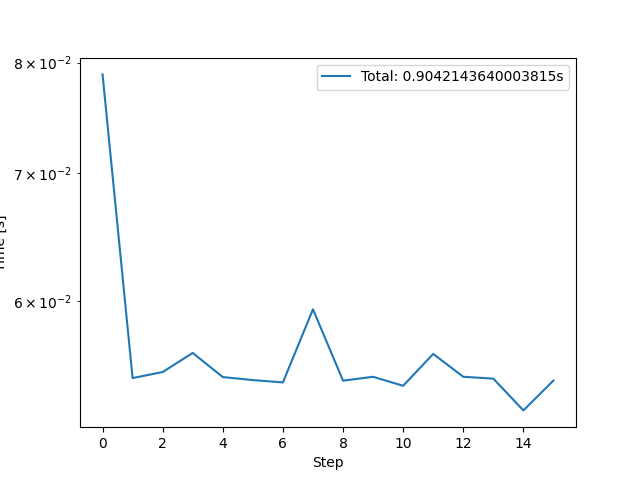 Total: 0.9042143640003815s
8 × 10⁻²
7 × 10⁻²
6 × 10⁻²
[s]
0 2 4 6 8 10 12 14
Step